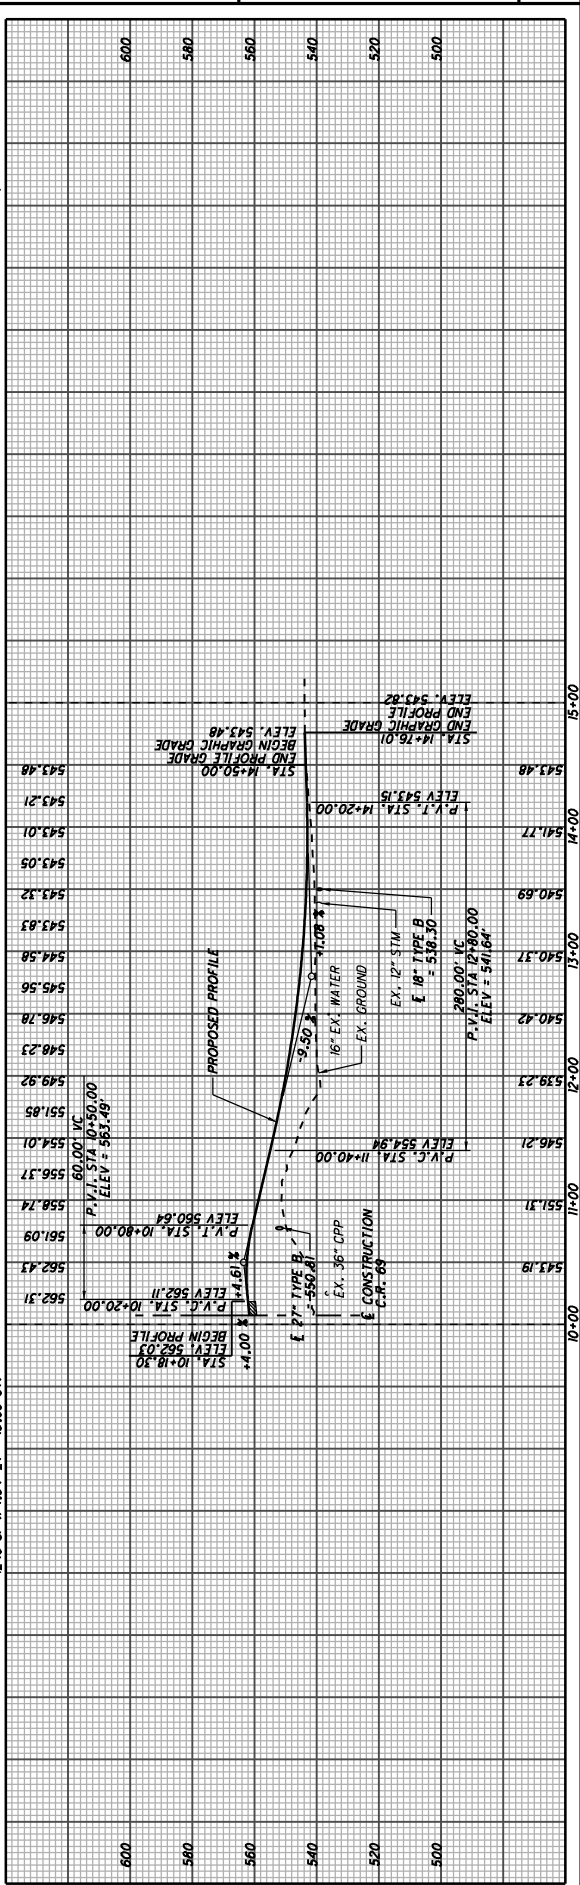 600
580
560
540
520
500
600
580
560
540
520
500
562.31
562.43
561.09
558.74
556.37
554.01
551.85
549.92
548.23
546.78
545.56
544.58
543.83
543.32
543.05
543.01
543.21
543.48
60.00' VC
P.V.I. STA 10+50.00
ELEV = 563.49'
STA. 10+18.30
ELEV. 562.03
BEGIN PROFILE
P.V.C. STA. 10+20.00
ELEV 562.11
P.V.T. STA. 10+80.00
ELEV 560.64
+4.00 %
+4.61 %
-9.50 %
+1.08 %
PROPOSED PROFILE
STA. 14+50.00
END PROFILE GRADE
BEGIN GRAPHIC GRADE
ELEV. 543.48
STA. 14+76.01
END GRAPHIC GRADE
END PROFILE
ELEV. 543.82
P.V.C. STA. 11+40.00
ELEV 554.94
P.V.T. STA. 14+20.00
ELEV 543.15
℄ 27" TYPE B
= 550.81
EX. 36" CPP
℄ CONSTRUCTION
C.R. 69
16" EX. WATER
EX. GROUND
EX. 12" STM
℄ 18" TYPE B
= 538.30
280.00' VC
P.V.I. STA 12+80.00
ELEV = 541.64'
543.19
551.31
546.21
539.23
540.42
540.37
540.69
541.77
543.48
10+00
11+00
12+00
13+00
14+00
15+00